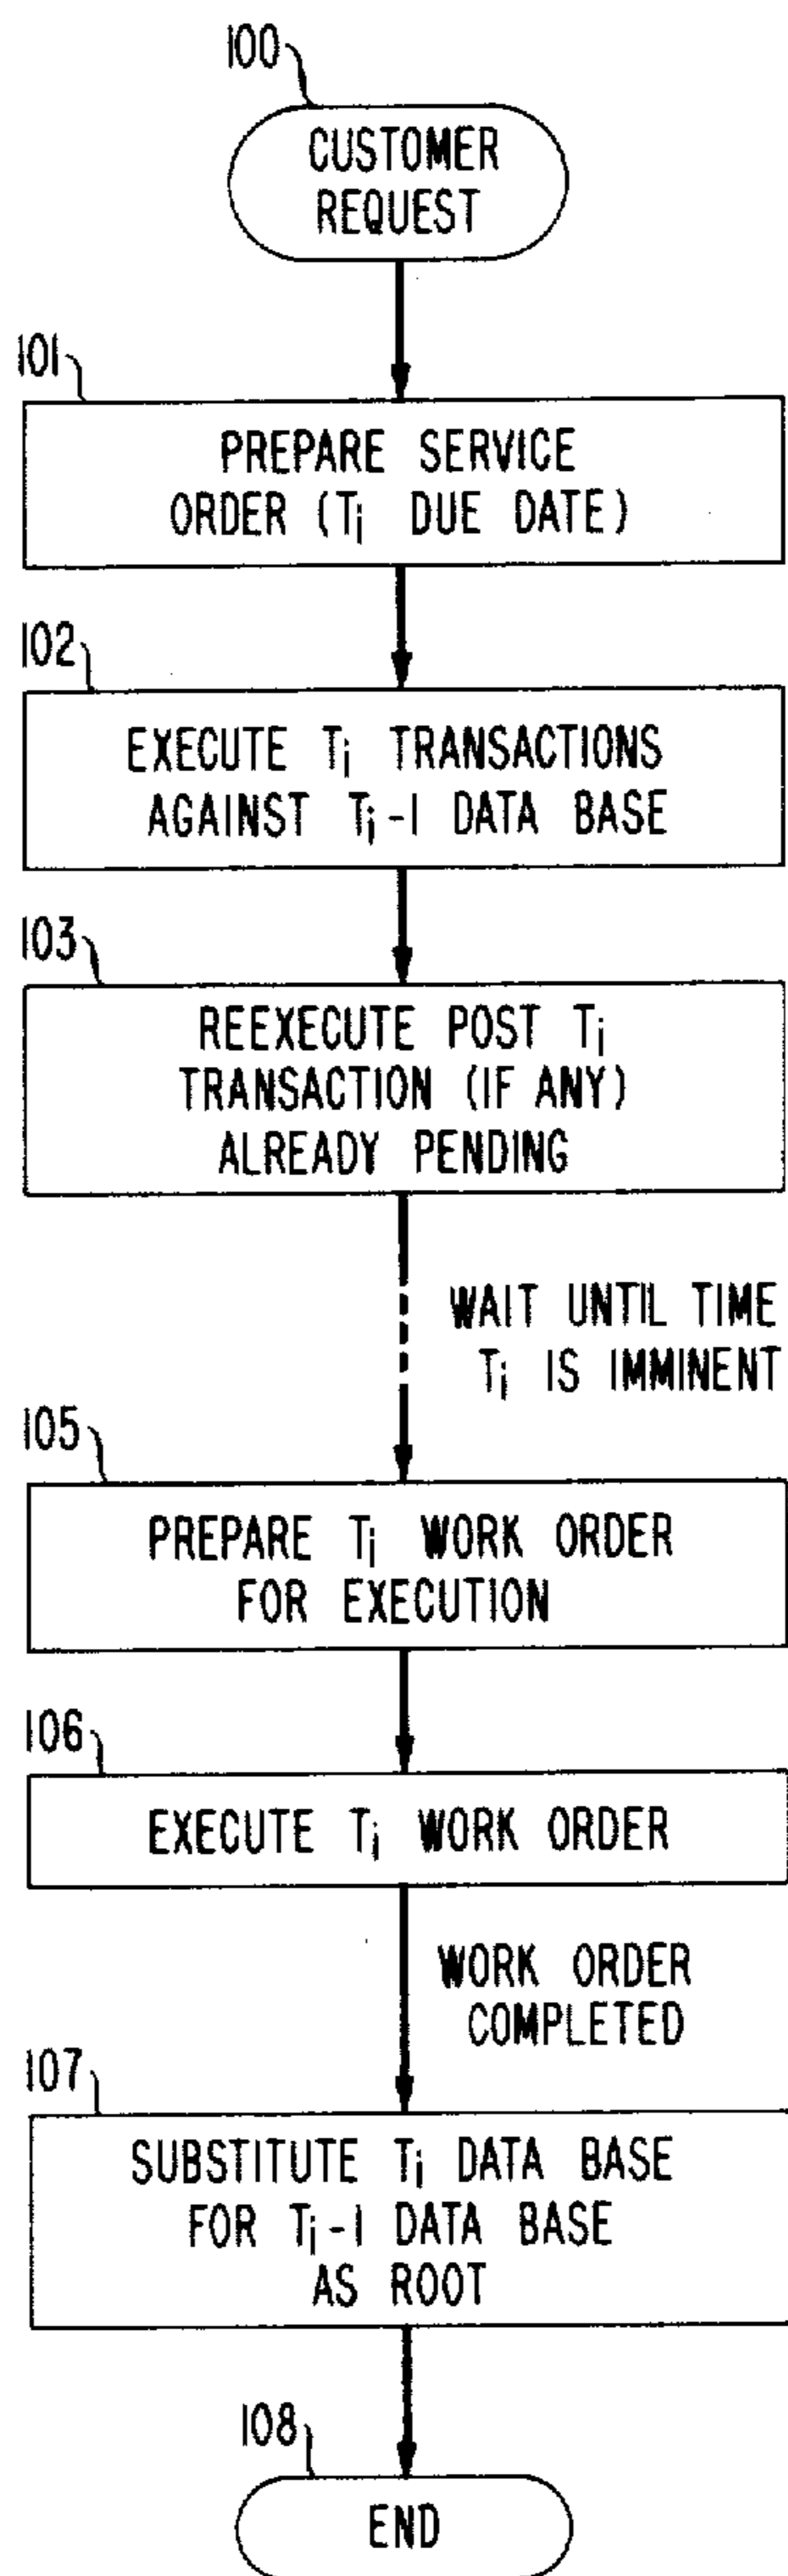 100
CUSTOMER
REQUEST
101
PREPARE SERVICE
ORDER (Ti DUE DATE)
102
EXECUTE Ti TRANSACTIONS
AGAINST Ti-1 DATA BASE
103
REEXECUTE POST Ti
TRANSACTION (IF ANY)
ALREADY PENDING
WAIT UNTIL TIME
Ti IS IMMINENT
105
PREPARE Ti WORK ORDER
FOR EXECUTION
106
EXECUTE Ti WORK ORDER
WORK ORDER
COMPLETED
107
SUBSTITUTE Ti DATA BASE
FOR Ti-1 DATA BASE
AS ROOT
108
END